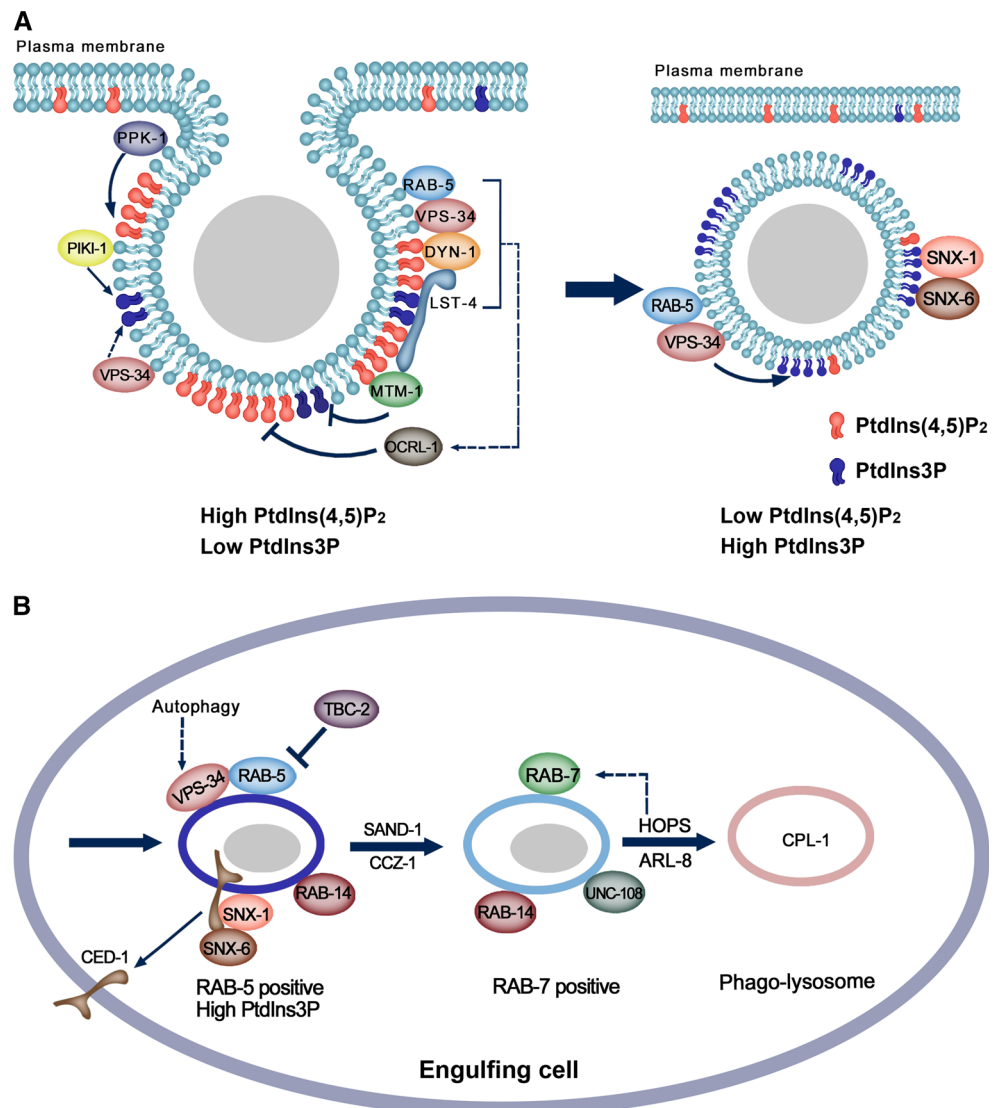 A
Plasma membrane
PPK-1
PIKI-1
VPS-34
RAB-5
VPS-34
DYN-1
LST-4
MTM-1
OCRL-1
High PtdIns(4,5)P₂
Low PtdIns3P
Plasma membrane
RAB-5
VPS-34
SNX-1
SNX-6
PtdIns(4,5)P₂
PtdIns3P
Low PtdIns(4,5)P₂
High PtdIns3P
B
Autophagy
TBC-2
VPS-34
RAB-5
RAB-14
SNX-1
SNX-6
CED-1
RAB-5 positive
High PtdIns3P
SAND-1
CCZ-1
RAB-7
RAB-14
UNC-108
RAB-7 positive
HOPS
ARL-8
CPL-1
Phago-lysosome
Engulfing cell